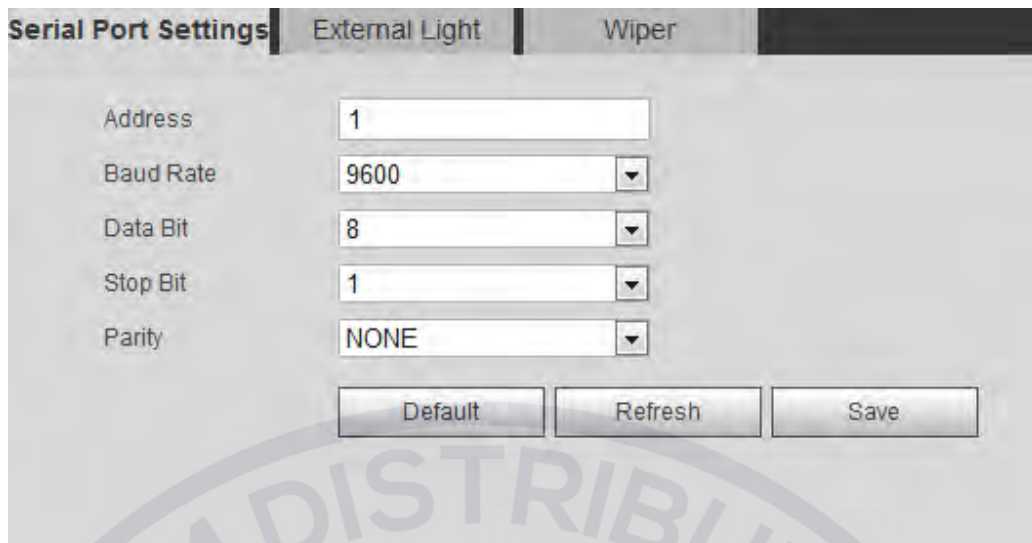 Serial Port Settings External Light Wiper
Address 1
Baud Rate 9600
Data Bit 8
Stop Bit 1
Parity NONE
Default Refresh Save